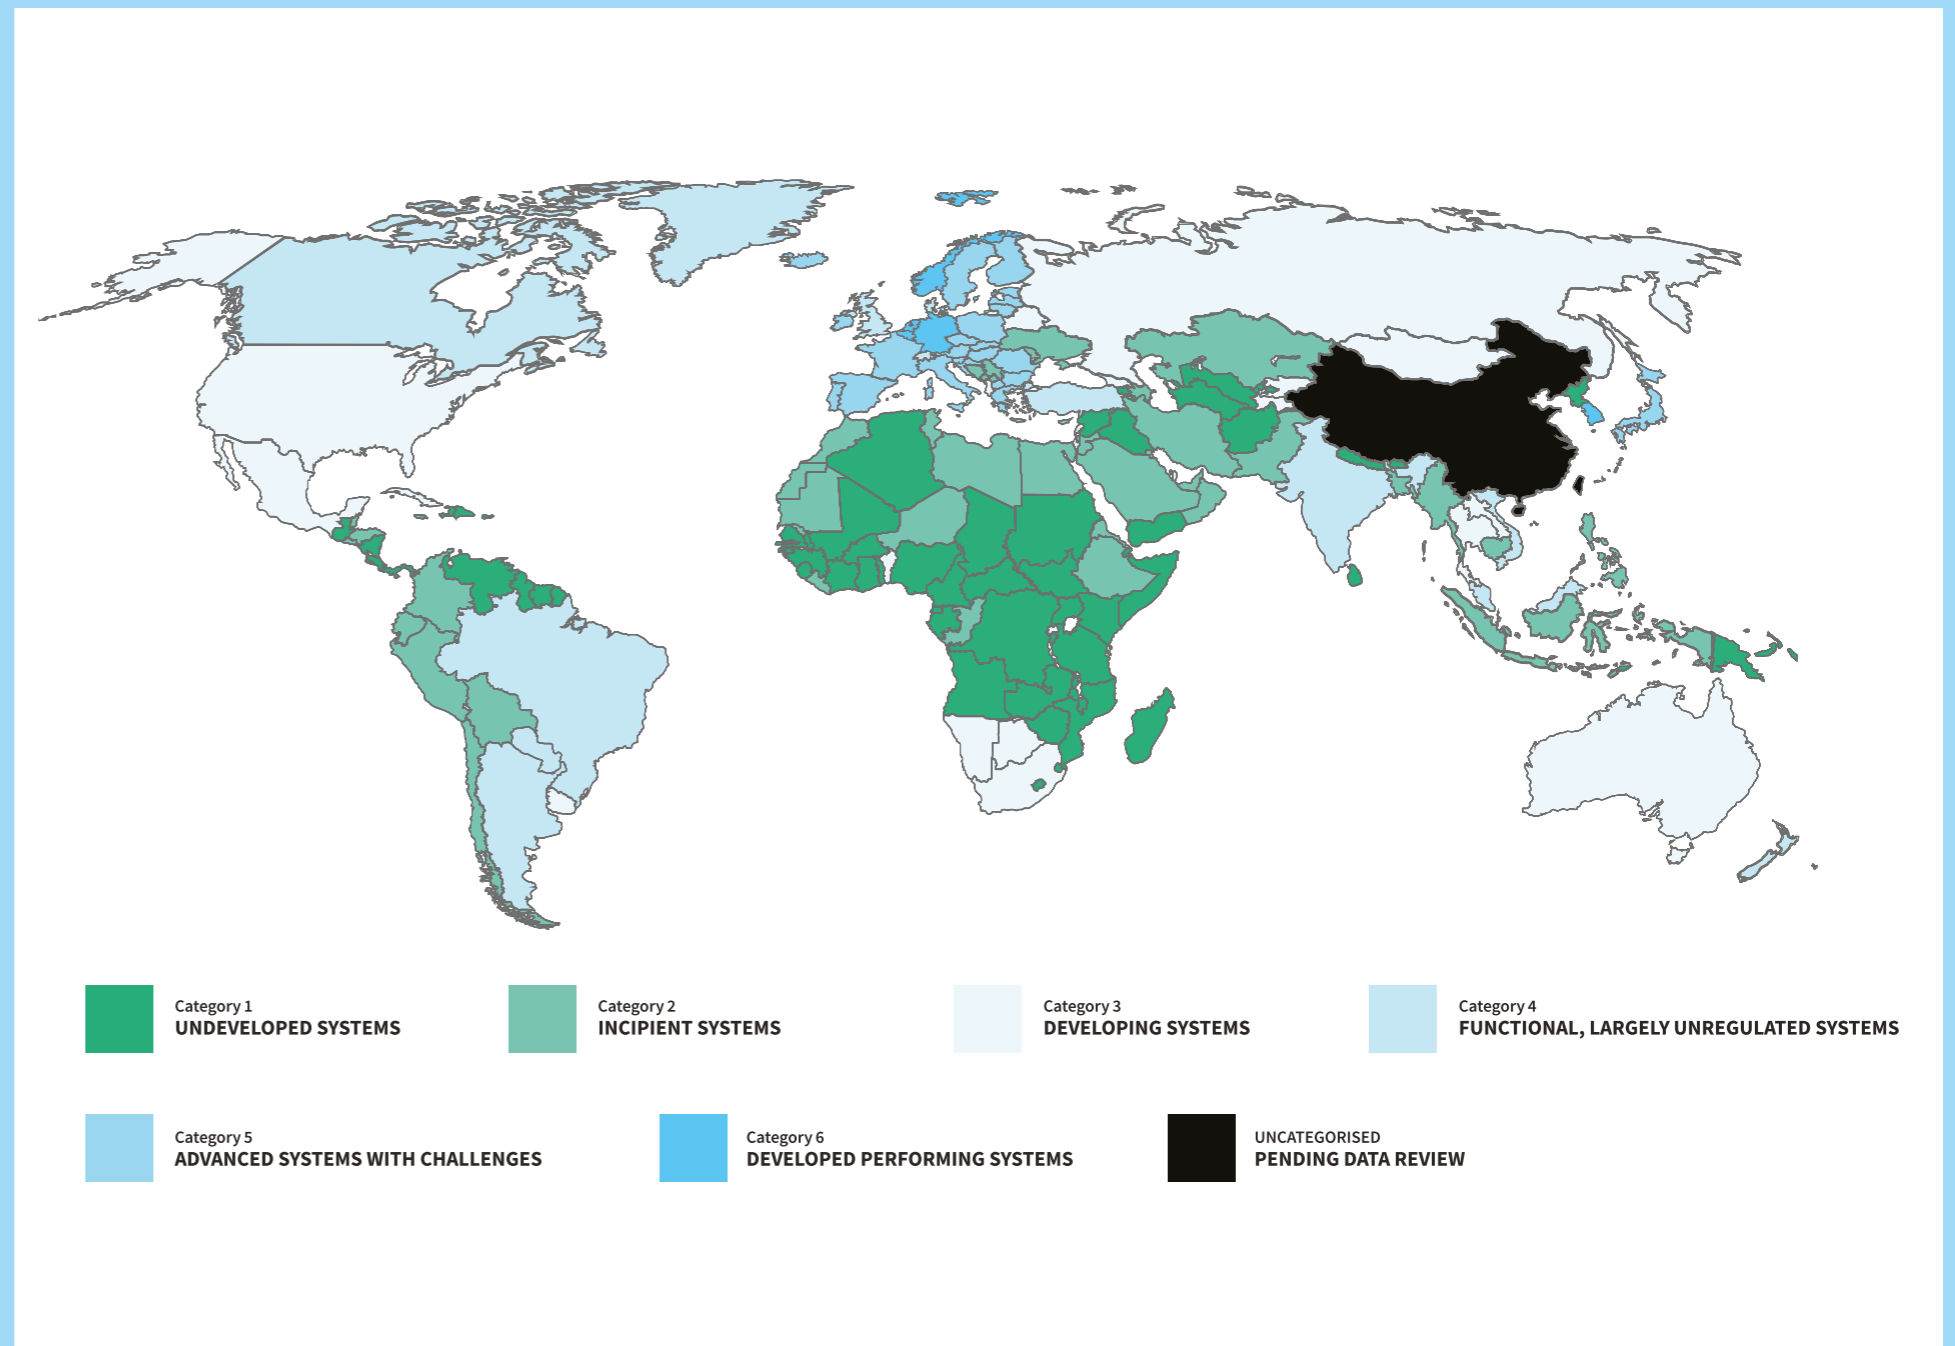 Category 1
UNDEVELOPED SYSTEMS
Category 2
INCIPIENT SYSTEMS
Category 3
DEVELOPING SYSTEMS
Category 4
FUNCTIONAL, LARGELY UNREGULATED SYSTEMS
Category 5
ADVANCED SYSTEMS WITH CHALLENGES
Category 6
DEVELOPED PERFORMING SYSTEMS
UNCATEGORISED
PENDING DATA REVIEW